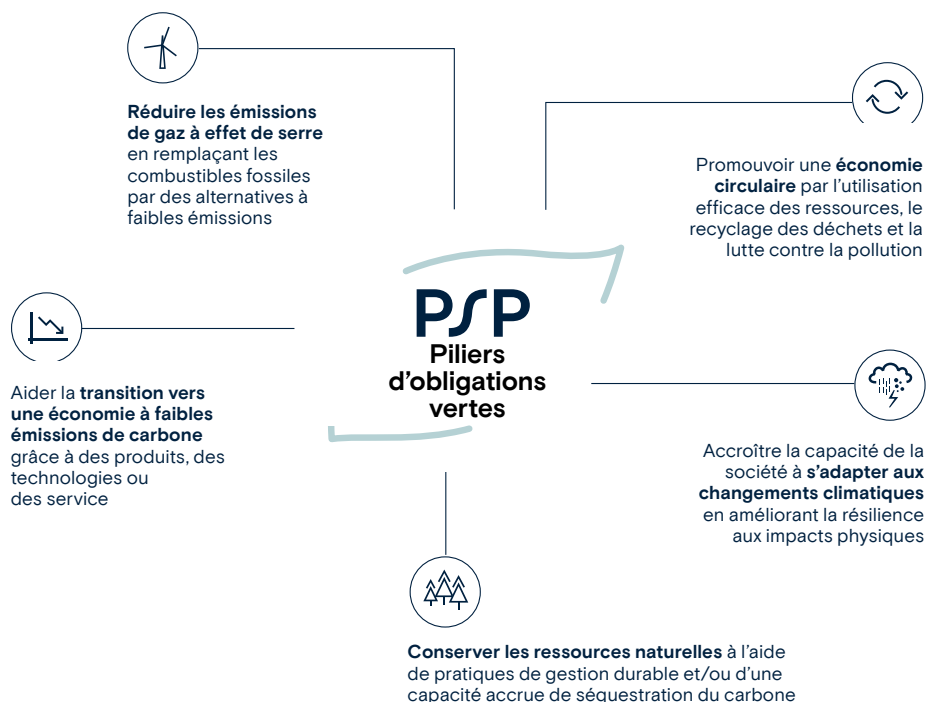 Réduire les émissions
de gaz à effet de serre
en remplaçant les
combustibles fossiles
par des alternatives à
faibles émissions
Promouvoir une économie
circulaire par l'utilisation
efficace des ressources, le
recyclage des déchets et la
lutte contre la pollution
PSP
Piliers
d'obligations
vertes
Aider la transition vers
une économie à faibles
émissions de carbone
grâce à des produits, des
technologies ou
des service
Accroître la capacité de la
société à s'adapter aux
changements climatiques
en améliorant la résilience
aux impacts physiques
Conserver les ressources naturelles à l'aide
de pratiques de gestion durable et/ou d'une
capacité accrue de séquestration du carbone